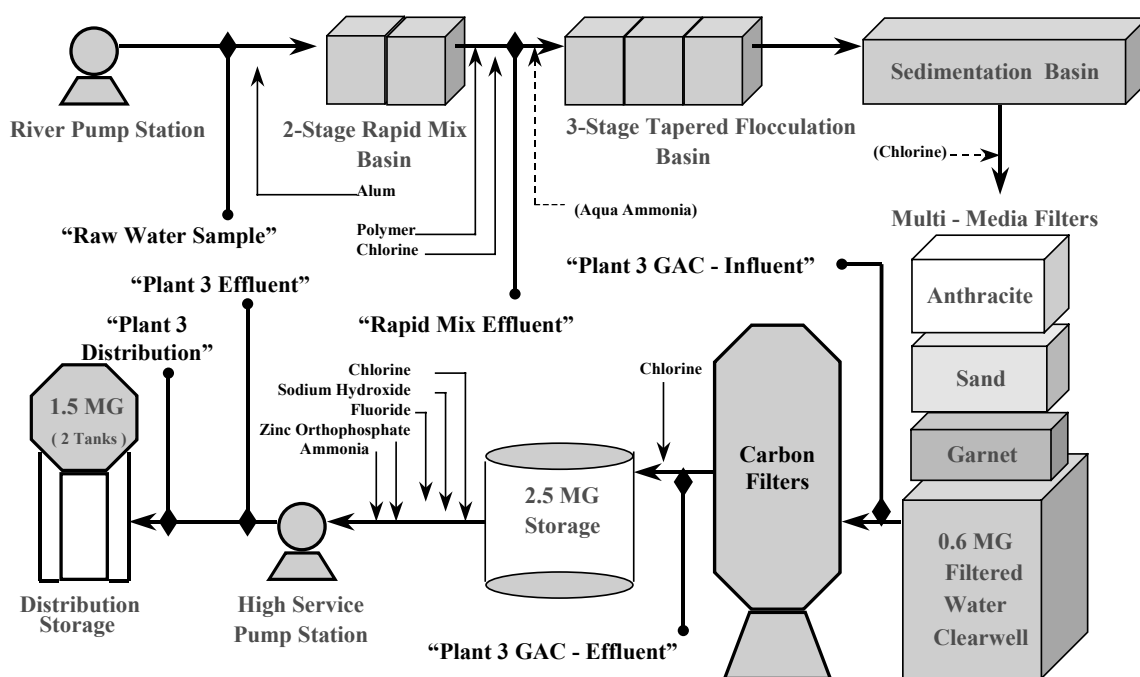 River Pump Station
2-Stage Rapid Mix
Basin
3-Stage Tapered Flocculation
Basin
Sedimentation Basin
Alum
(Aqua Ammonia)
(Chlorine)
Polymer
Chlorine
“Raw Water Sample”
“Rapid Mix Effluent”
Multi - Media Filters
Anthracite
Sand
Garnet
0.6 MG
Filtered
Water
Clearwell
“Plant 3 GAC - Influent”
Carbon
Filters
“Plant 3 GAC - Effluent”
Chlorine
2.5 MG
Storage
Chlorine
Sodium Hydroxide
Fluoride
Zinc Orthophosphate
Ammonia
High Service
Pump Station
“Plant 3 Effluent”
“Plant 3
Distribution”
1.5 MG
( 2 Tanks )
Distribution
Storage